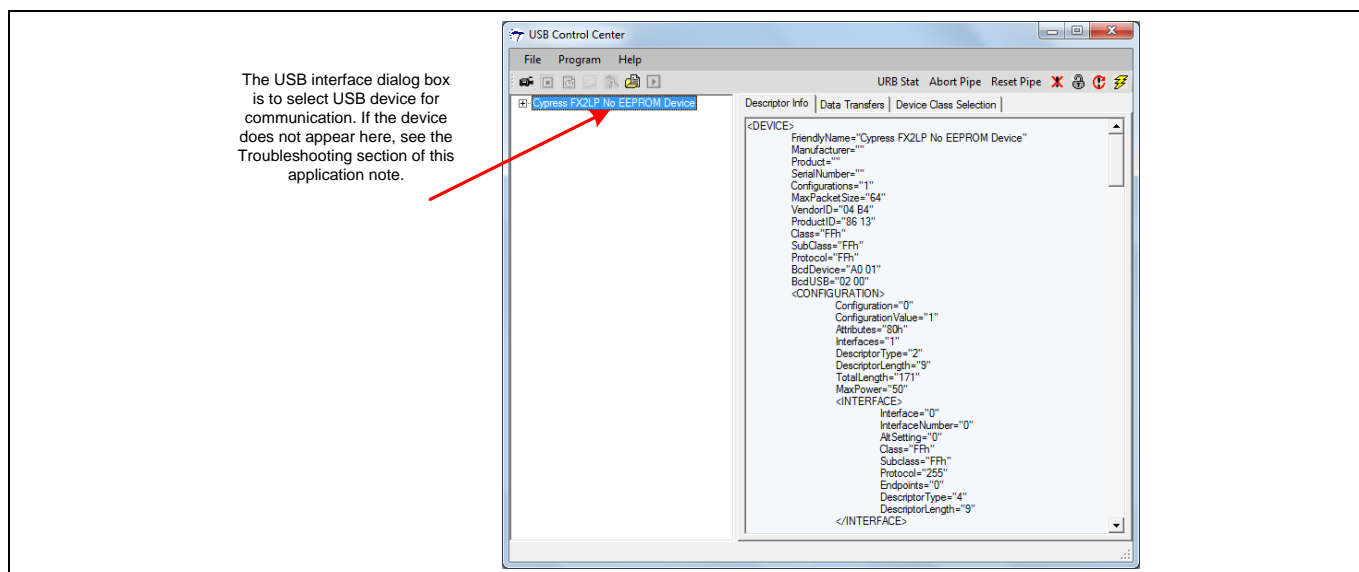 The USB interface dialog box
is to select USB device for
communication. If the device
does not appear here, see the
Troubleshooting section of this
application note.
USB Control Center
File Program Help
URB Stat Abort Pipe Reset Pipe
Cypress FX2LP No EEPROM Device
Descriptor Info Data Transfers Device Class Selection
<DEVICE>
FriendlyName="Cypress FX2LP No EEPROM Device"
Manufacturer=""
Product=""
SerialNumber=""
Configurations="1"
MaxPacketSize="64"
VendorID="04 B4"
ProductID="86 13"
Class="FFh"
SubClass="FFh"
Protocol="FFh"
BcdDevice="A0 01"
BcdUSB="02 00"
<CONFIGURATION>
Configuration="0"
ConfigurationValue="1"
Attributes="80h"
Interfaces="1"
DescriptorType="2"
DescriptorLength="9"
TotalLength="171"
MaxPower="50"
<INTERFACE>
Interface="0"
InterfaceNumber="0"
AltSetting="0"
Class="FFh"
Subclass="FFh"
Protocol="255"
Endpoints="0"
DescriptorType="4"
DescriptorLength="9"
</INTERFACE>